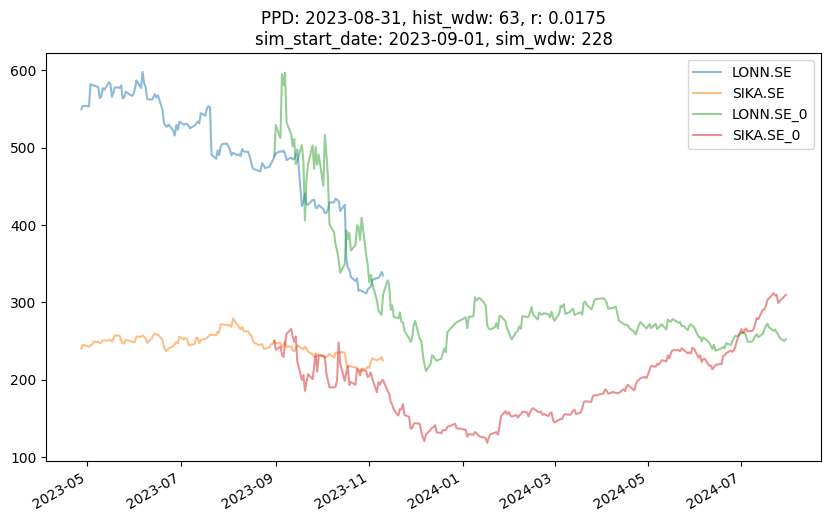 PPD: 2023-08-31, hist_wdw: 63, r: 0.0175
sim_start_date: 2023-09-01, sim_wdw: 228
LONN.SE
SIKA.SE
LONN.SE_0
SIKA.SE_0
600
500
400
300
200
100
2023-05
2023-07
2023-09
2023-11
2024-01
2024-03
2024-05
2024-07